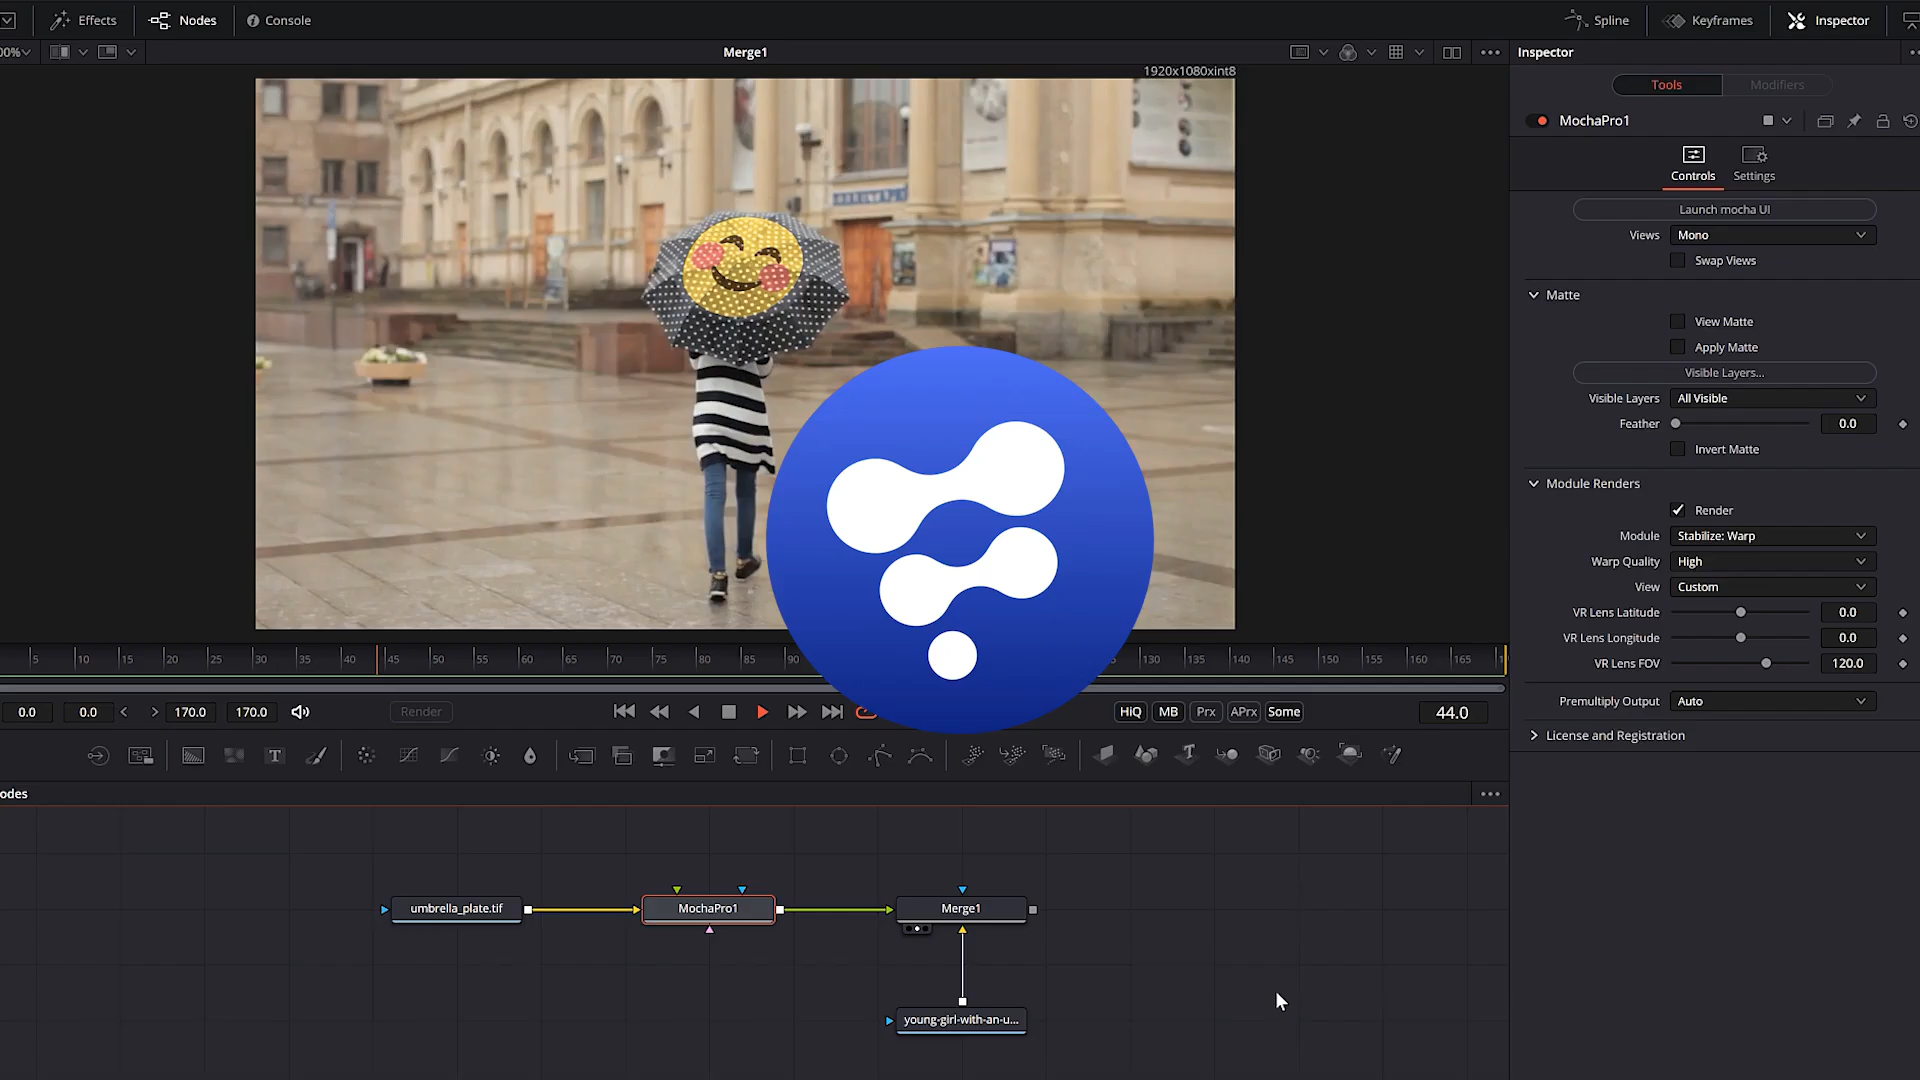 Effects
Nodes
Console
Spline
Keyframes
Inspector
00%
Merge1
Inspector
1920x1080xint8
Tools
Modifiers
MochaPro1
Controls
Settings
Launch mocha UI
Views
Mono
Swap Views
Matte
View Matte
Apply Matte
Visible Layers...
Visible Layers
All Visible
Feather
0.0
Invert Matte
Module Renders
Render
Module
Stabilize: Warp
Warp Quality
High
View
Custom
VR Lens Latitude
0.0
VR Lens Longitude
0.0
VR Lens FOV
120.0
Premultiply Output
Auto
License and Registration
5 10 15 20 25 30 35 40 45 50 55 60 65 70 75 80 85 90 130 135 140 145 150 155 160 165
0.0
0.0
170.0
170.0
Render
HiQ
MB
Prx
APrx
Some
44.0
T
T
odes
umbrella_plate.tif
MochaPro1
Merge1
young-girl-with-an-u...